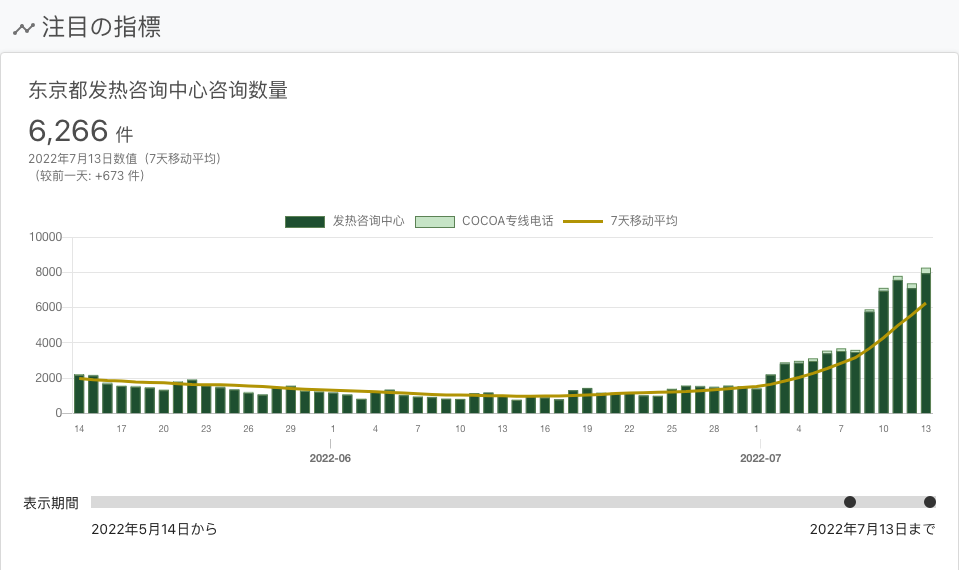 注目の指標
东京都发热咨询中心咨询数量
6,266 件
2022年7月13日数值（7天移动平均）
（较前一天: +673 件）
发热咨询中心 COCOA专线电话 7天移动平均
10000
8000
6000
4000
2000
0
14 17 20 23 26 29 1 4 7 10 13 16 19 22 25 28 1 4 7 10 13
2022-06 2022-07
表示期間
2022年5月14日から 2022年7月13日まで